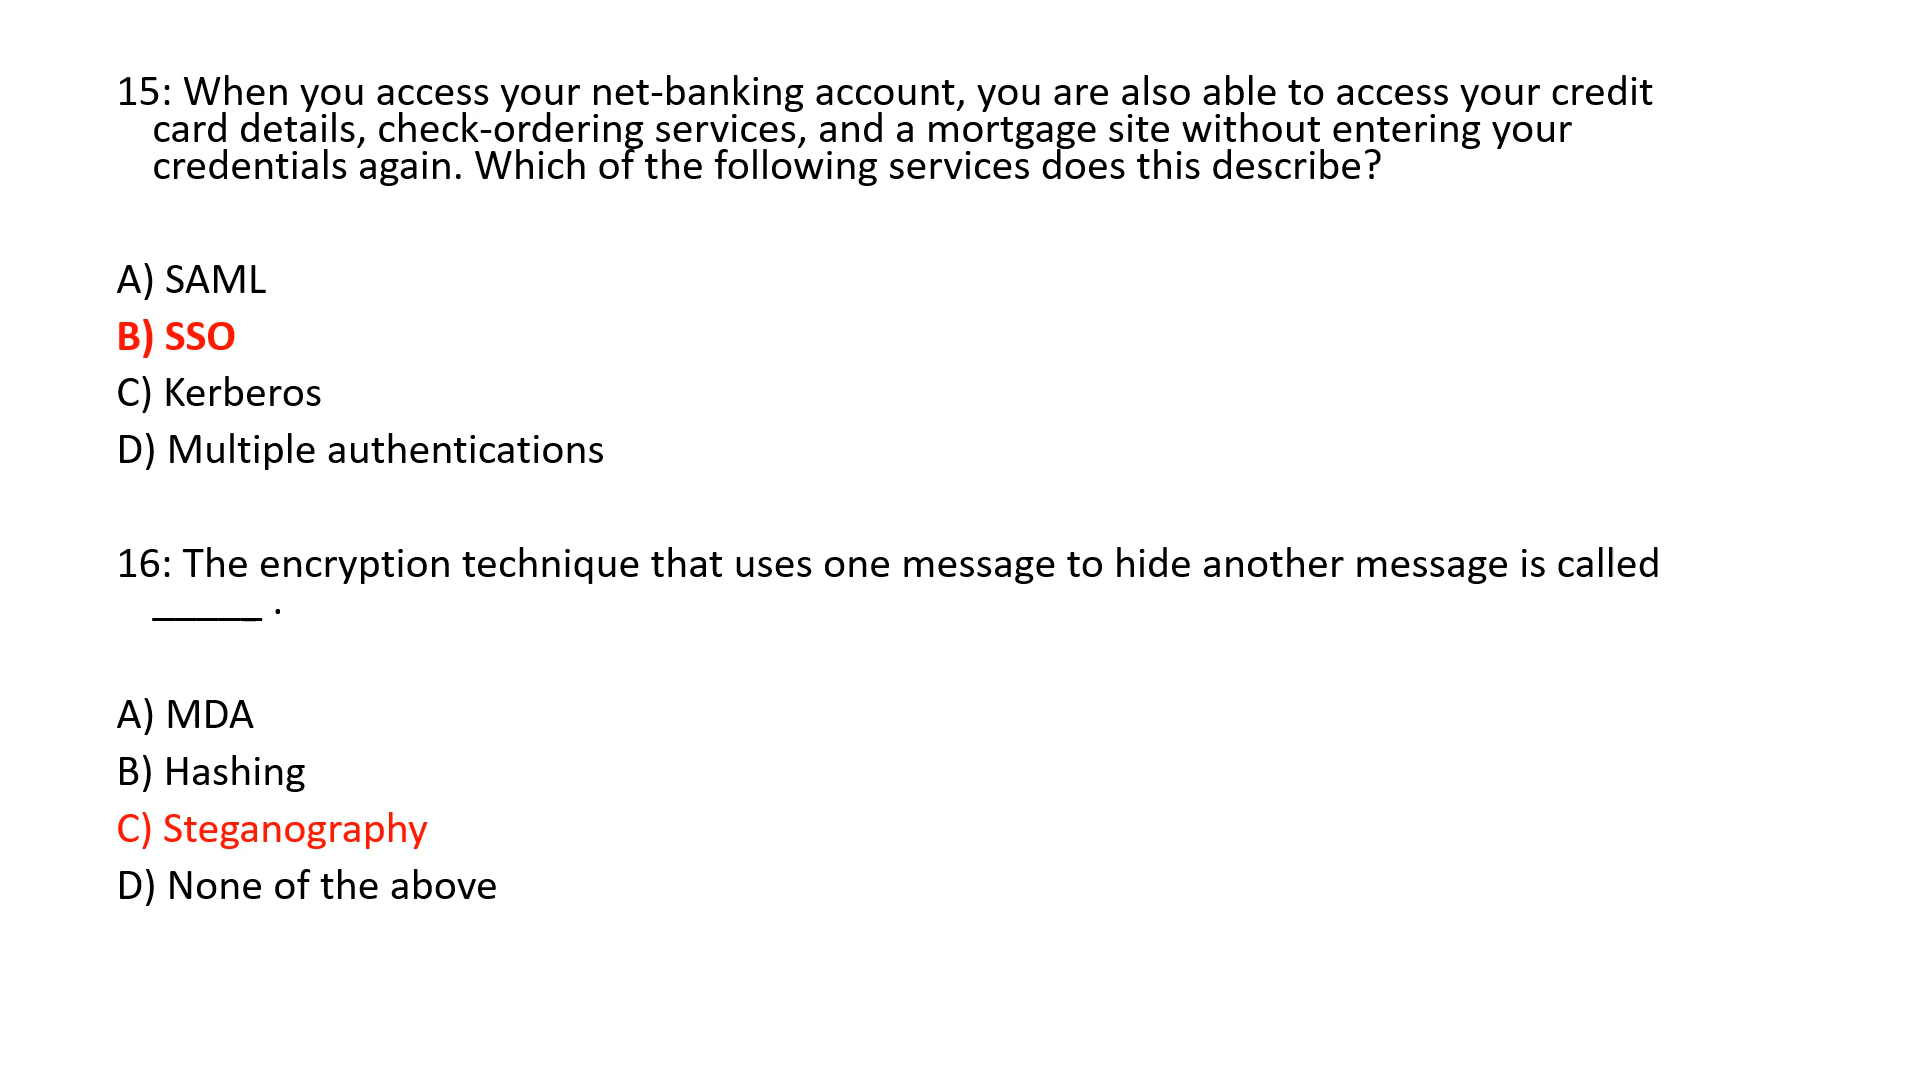 15: When you access your net-banking account, you are also able to access your credit
card details, check-ordering services, and a mortgage site without entering your
credentials again. Which of the following services does this describe?
A) SAML
B) SSO
C) Kerberos
D) Multiple authentications
16: The encryption technique that uses one message to hide another message is called
_____ .
A) MDA
B) Hashing
C) Steganography
D) None of the above